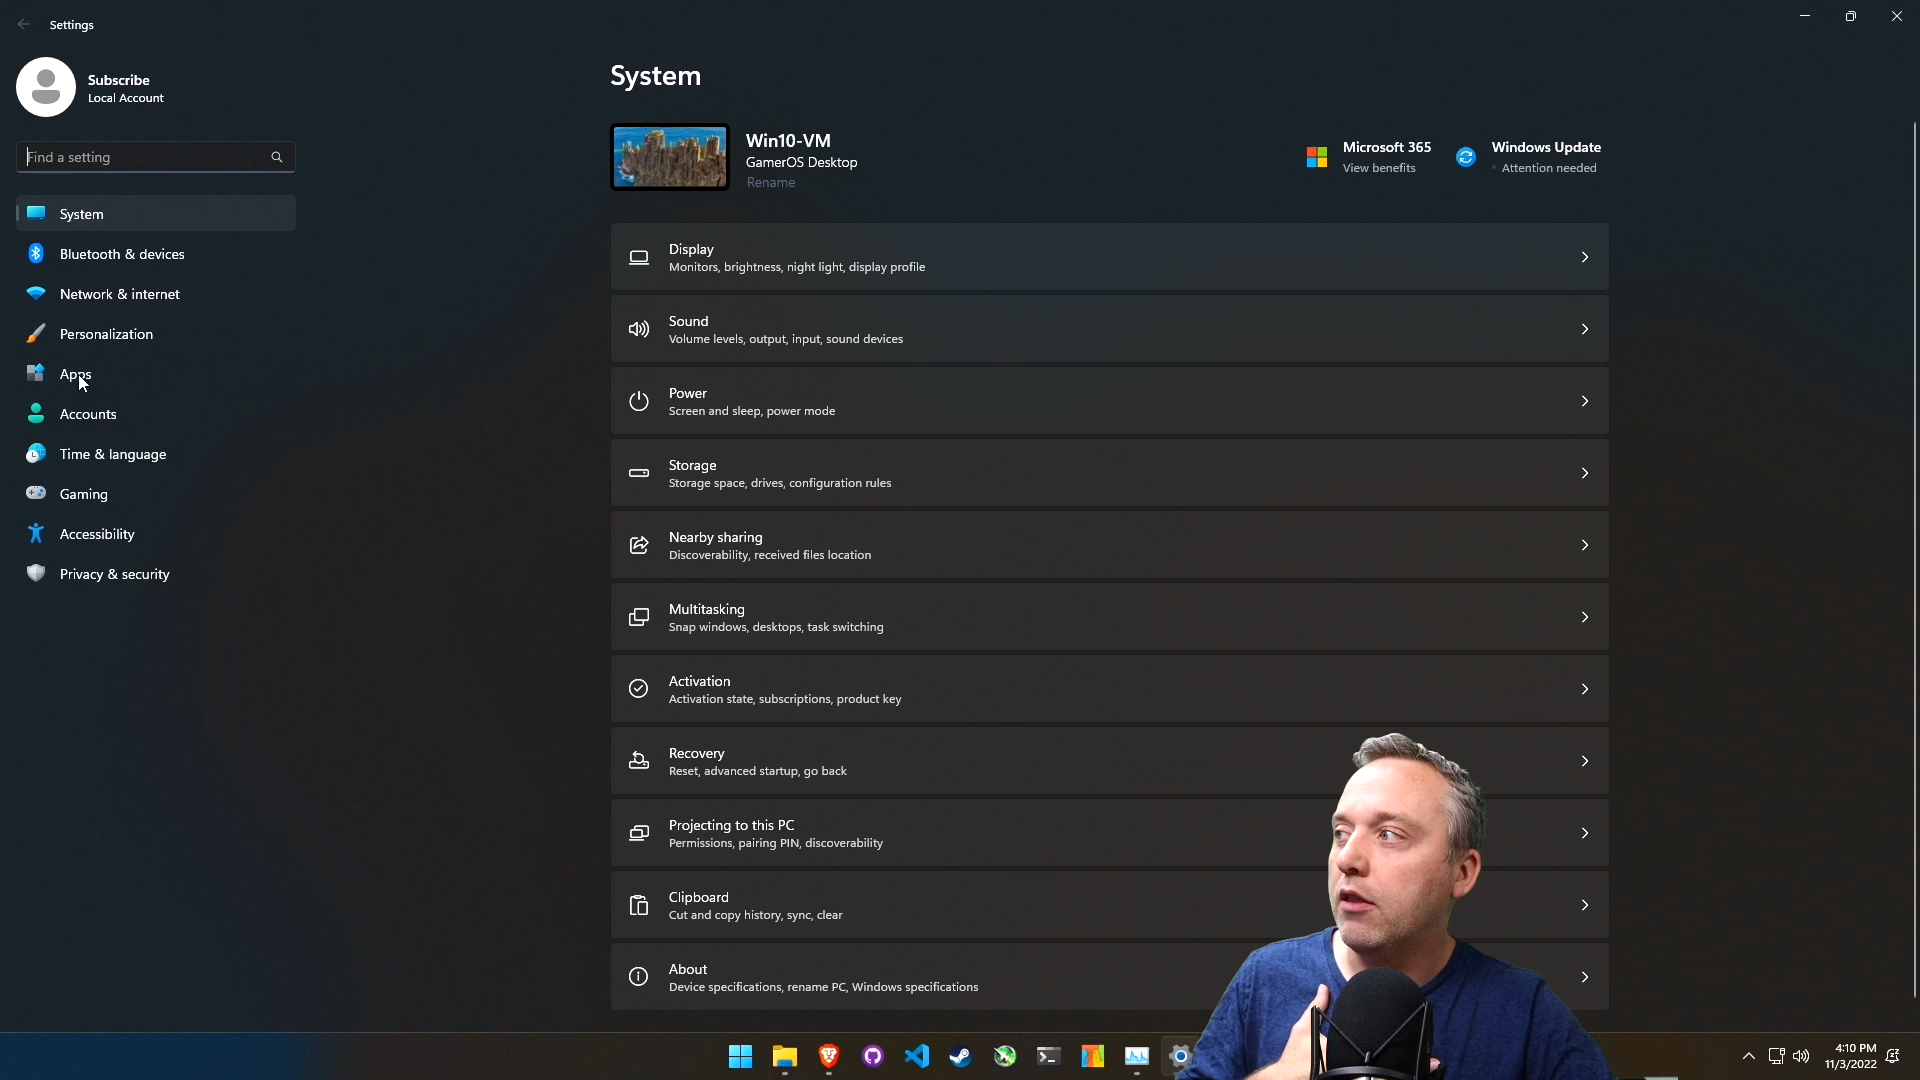 Settings
Subscribe
Local Account
Find a setting
System
Bluetooth & devices
Network & internet
Personalization
Apps
Accounts
Time & language
Gaming
Accessibility
Privacy & security
System
Win10-VM
GamerOS Desktop
Rename
Microsoft 365
View benefits
Windows Update
Attention needed
Display
Monitors, brightness, night light, display profile
Sound
Volume levels, output, input, sound devices
Power
Screen and sleep, power mode
Storage
Storage space, drives, configuration rules
Nearby sharing
Discoverability, received files location
Multitasking
Snap windows, desktops, task switching
Activation
Activation state, subscriptions, product key
Recovery
Reset, advanced startup, go back
Projecting to this PC
Permissions, pairing PIN, discoverability
Clipboard
Cut and copy history, sync, clear
About
Device specifications, rename PC, Windows specifications
4:10 PM
11/3/2022